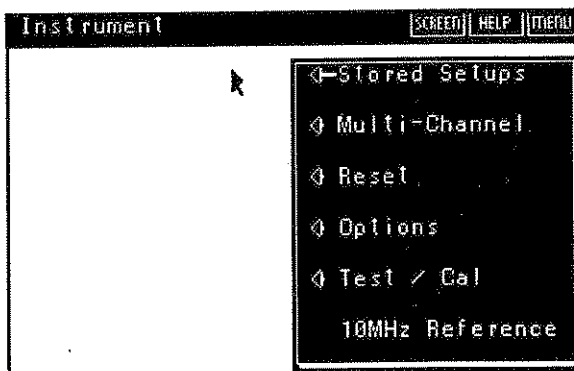 Instrument
SCREEN HELP MENU
Stored Setups
Multi-Channel
Reset
Options
Test / Cal
10MHz Reference